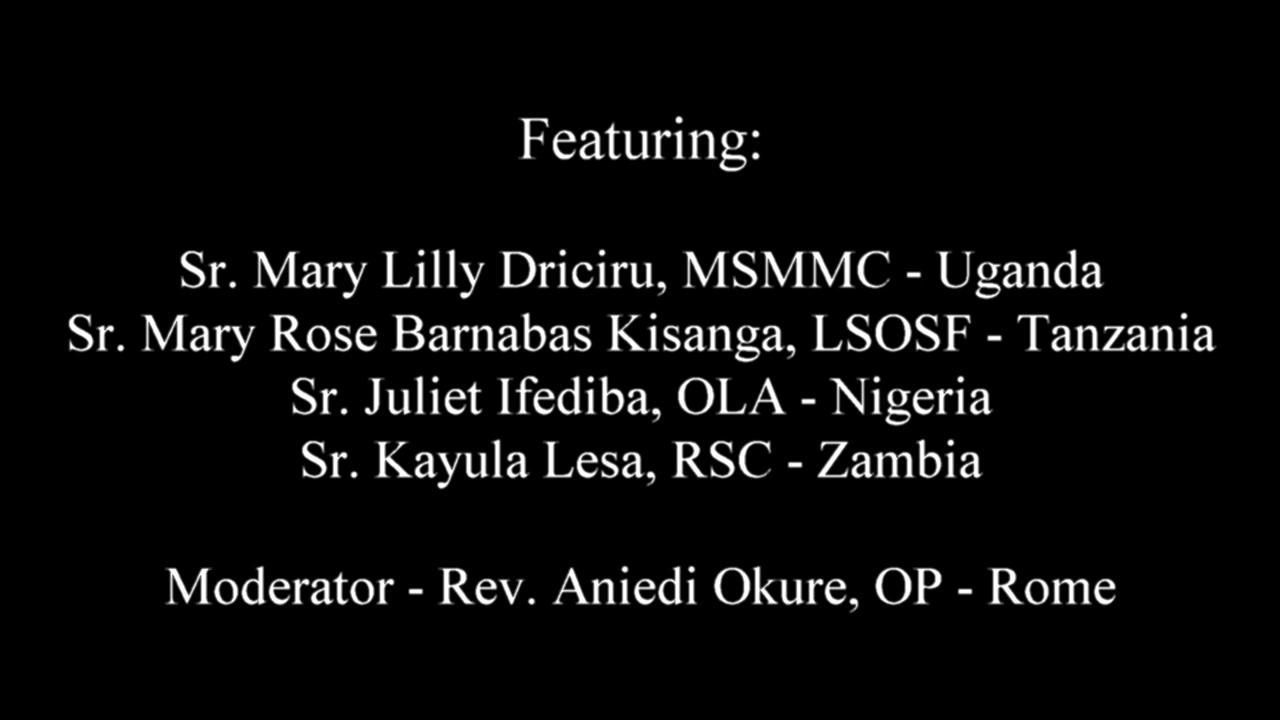 Featuring:
Sr. Mary Lilly Driciru, MSMMC - Uganda
Sr. Mary Rose Barnabas Kisanga, LSOSF - Tanzania
Sr. Juliet Ifediba, OLA - Nigeria
Sr. Kayula Lesa, RSC - Zambia
Moderator - Rev. Aniedi Okure, OP - Rome